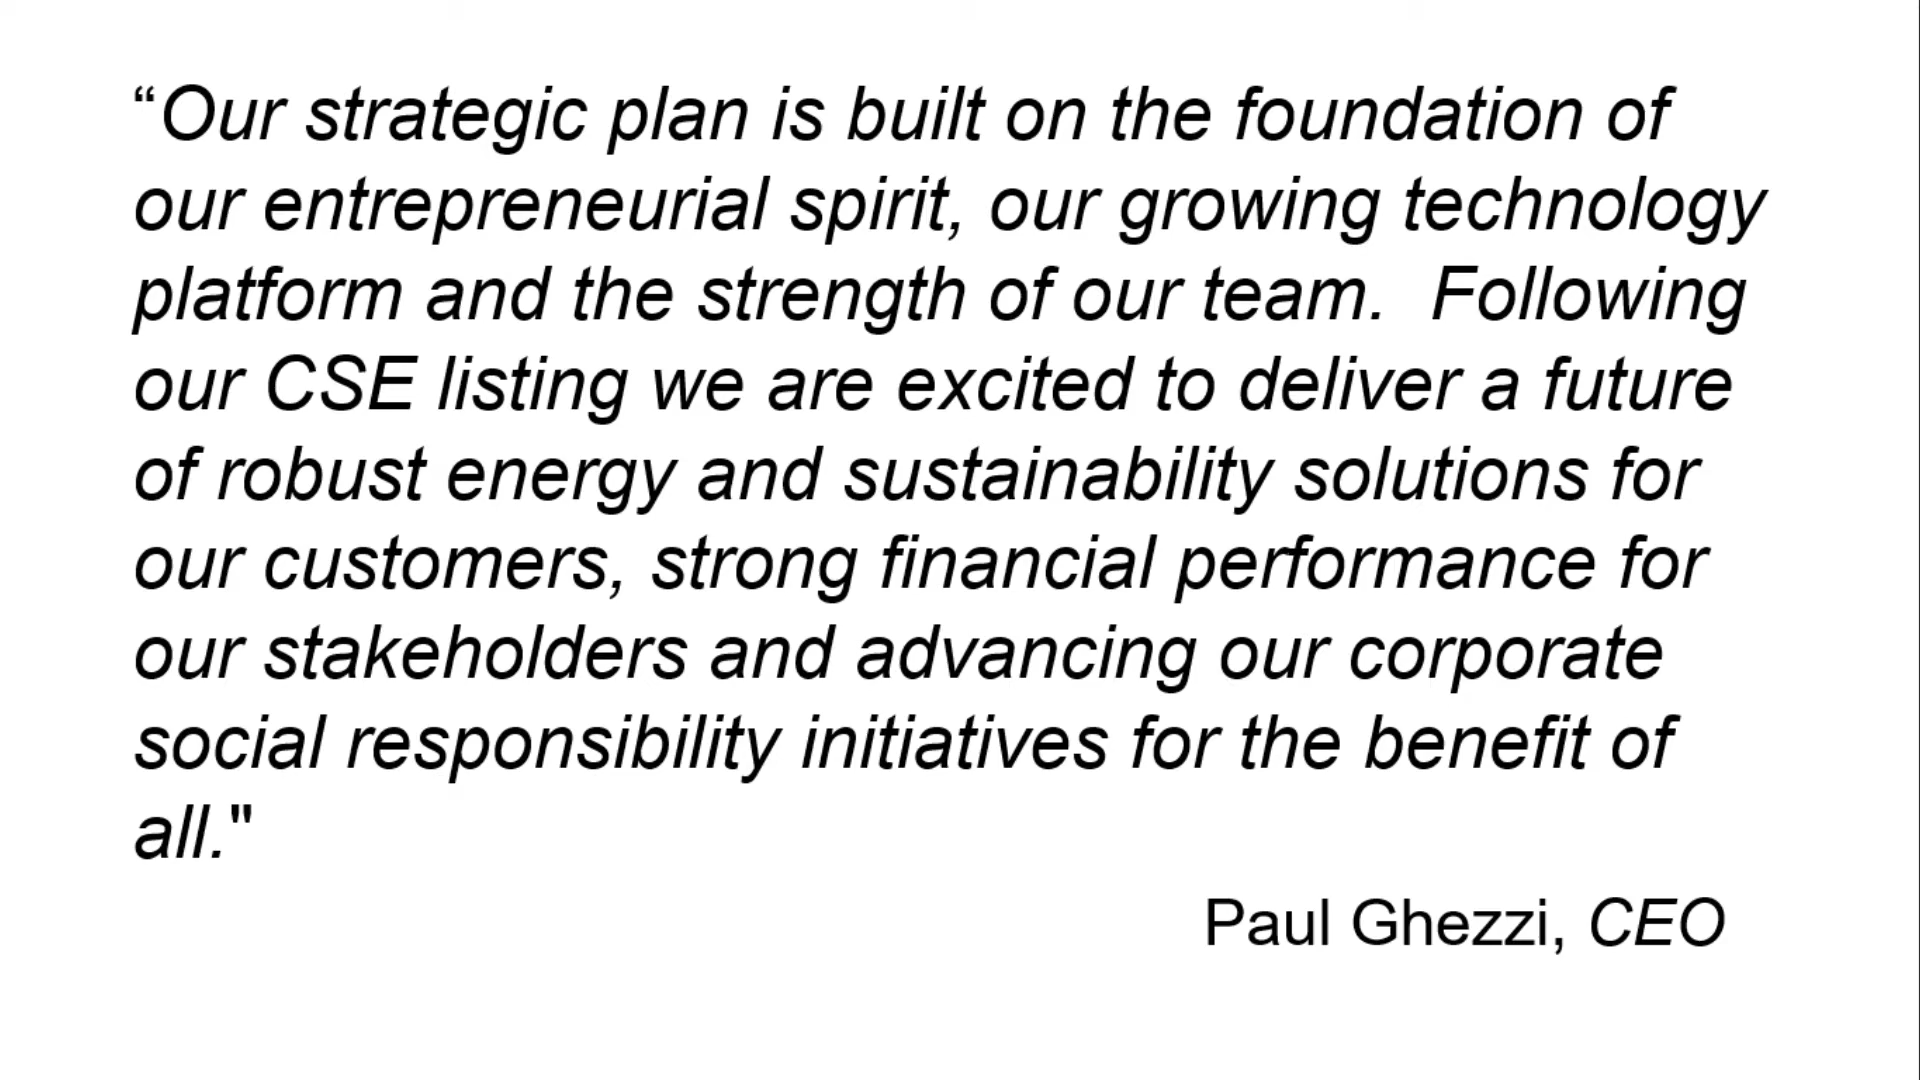 “Our strategic plan is built on the foundation of
our entrepreneurial spirit, our growing technology
platform and the strength of our team.  Following
our CSE listing we are excited to deliver a future
of robust energy and sustainability solutions for
our customers, strong financial performance for
our stakeholders and advancing our corporate
social responsibility initiatives for the benefit of
all."
Paul Ghezzi, CEO